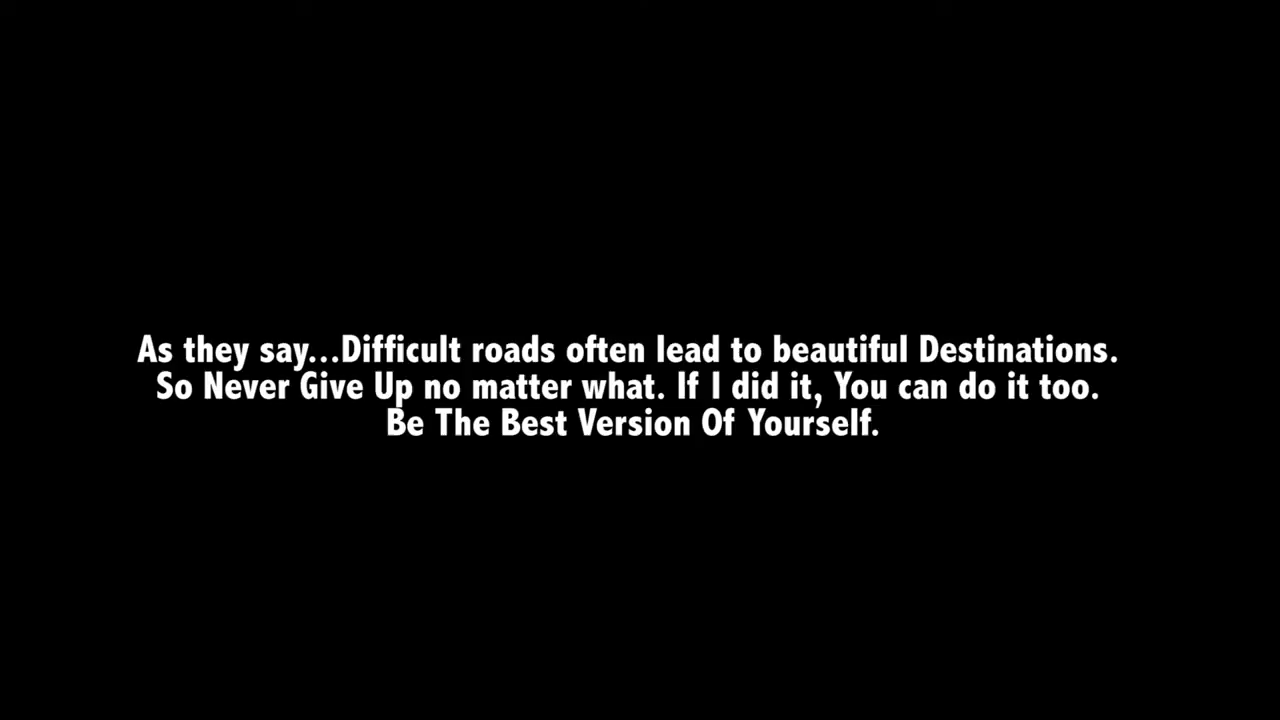 As they say...Difficult roads often lead to beautiful Destinations.
So Never Give Up no matter what. If I did it, You can do it too.
Be The Best Version Of Yourself.